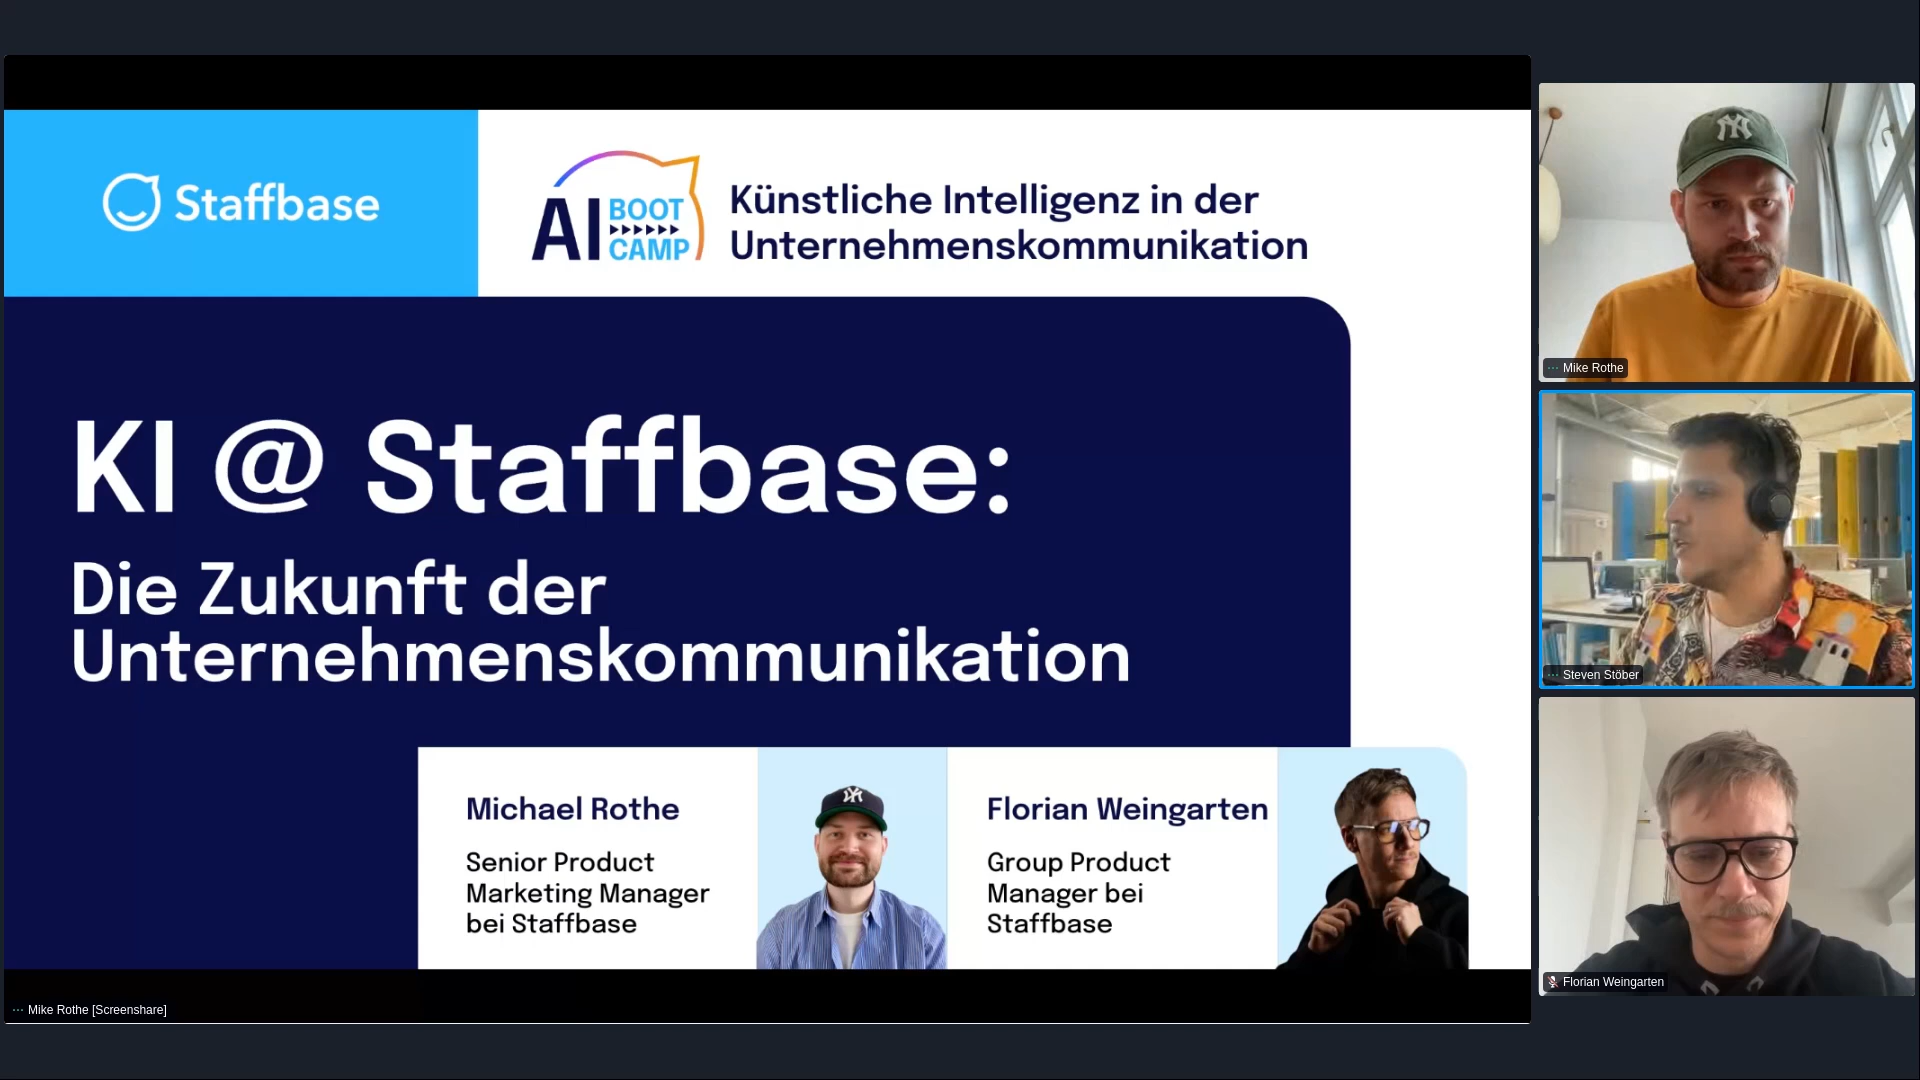 Staffbase
AI BOOT CAMP
Künstliche Intelligenz in der
Unternehmenskommunikation
KI @ Staffbase:
Die Zukunft der
Unternehmenskommunikation
Michael Rothe
Senior Product
Marketing Manager
bei Staffbase
Florian Weingarten
Group Product
Manager bei
Staffbase
Mike Rothe [Screenshare]
NY
Mike Rothe
Steven Stöber
Florian Weingarten